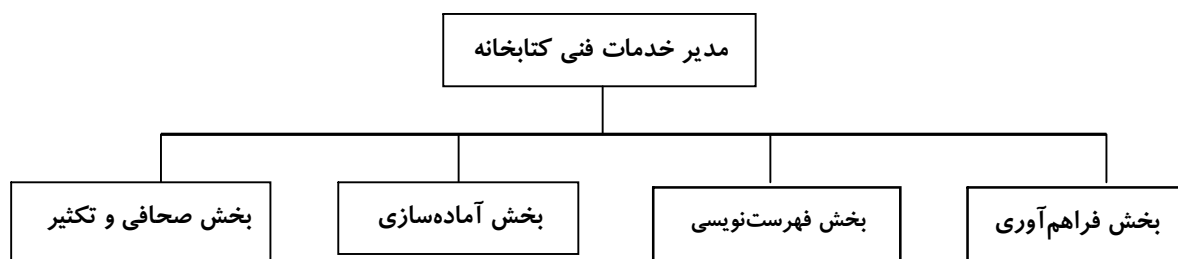 مدیر خدمات فنی کتابخانه
بخش فراهم‌آوری
بخش فهرست‌نویسی
بخش آماده‌سازی
بخش صحافی و تکثیر